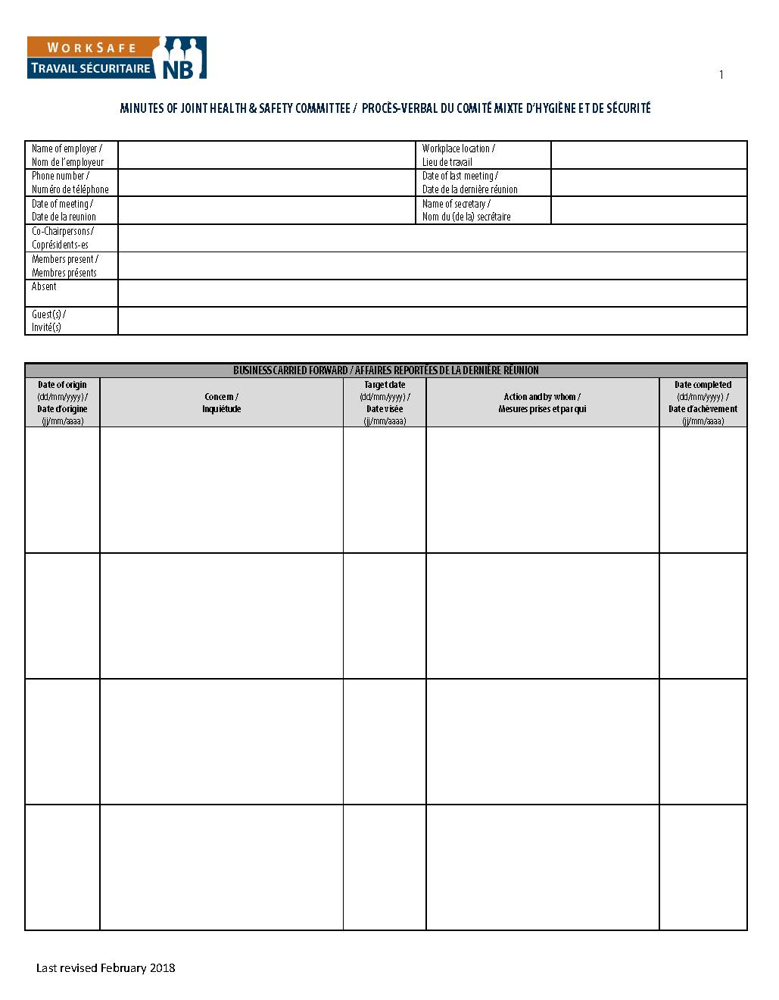 WORKSAFE
TRAVAIL SÉCURITAIRE NB
1
MINUTES OF JOINT HEALTH & SAFETY COMMITTEE / PROCÈS-VERBAL DU COMITÉ MIXTE D'HYGIÈNE ET DE SÉCURITÉ
Name of employer /
Nom de l'employeur
Workplace location /
Lieu de travail
Phone number /
Numéro de téléphone
Date of last meeting /
Date de la dernière réunion
Date of meeting /
Date de la reunion
Name of secretary /
Nom du (de la) secrétaire
Co-Chairpersons /
Coprésidents-es
Members present /
Membres présents
Absent
Guest(s) /
Invité(s)
BUSINESS CARRIED FORWARD / AFFAIRES REPORTÉES DE LA DERNIÈRE RÉUNION
Date of origin
(dd/mm/yyyy) /
Date d'origine
(jj/mm/aaaa)
Concern /
Inquiétude
Target date
(dd/mm/yyyy) /
Date visée
(jj/mm/aaaa)
Action and by whom /
Mesures prises et par qui
Date completed
(dd/mm/yyyy) /
Date d'achèvement
(jj/mm/aaaa)
Last revised February 2018